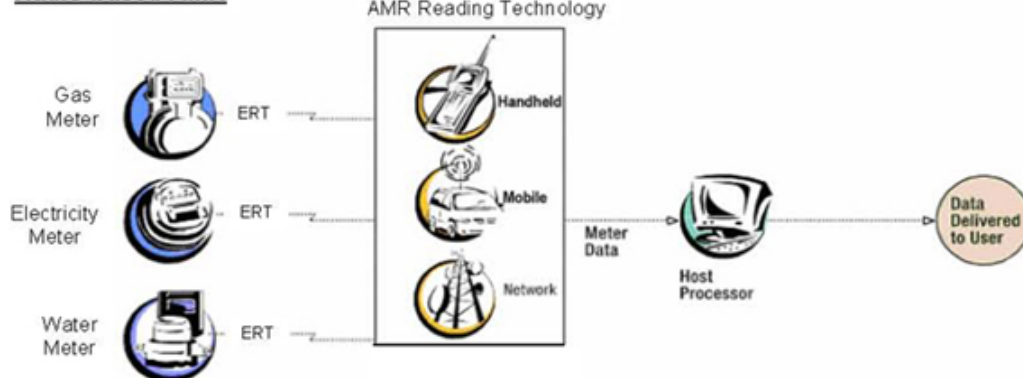 AMR Reading Technology
Gas
Meter
ERT
Handheld
Electricity
Meter
ERT
Mobile
Meter
Data
Host
Processor
Data
Delivered
to User
Water
Meter
ERT
Network